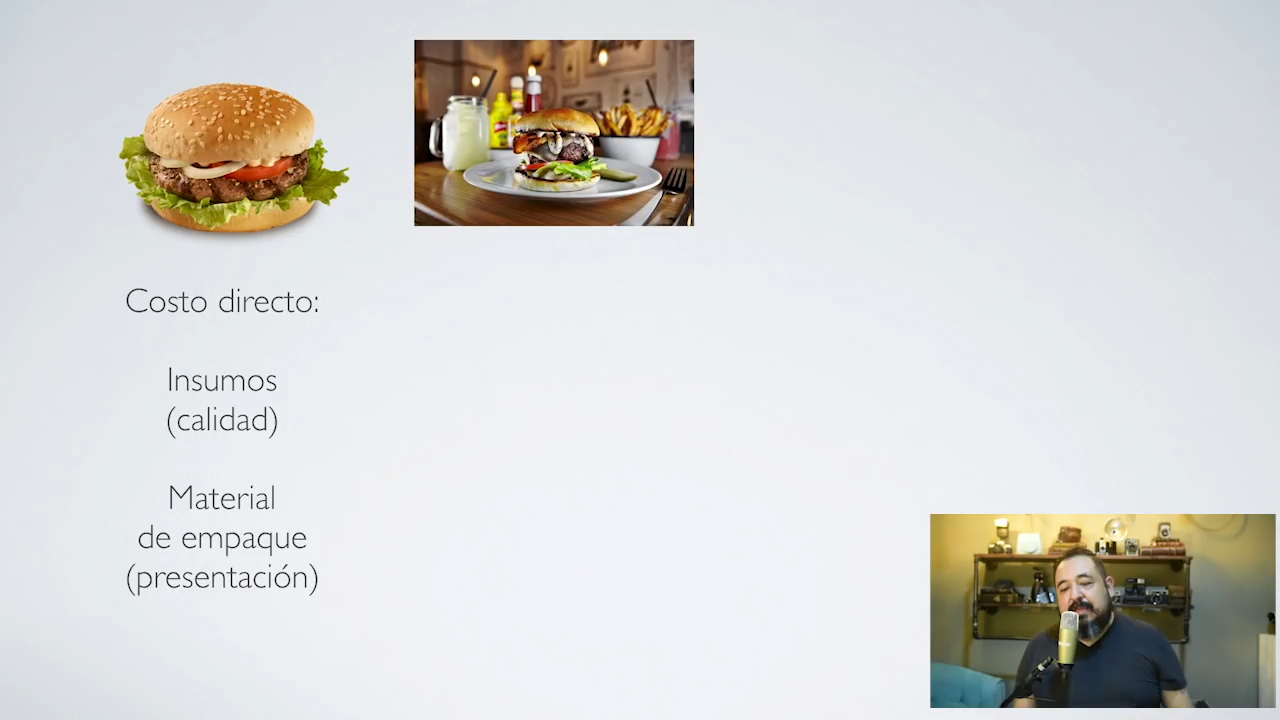 Costo directo:
Insumos
(calidad)
Material
de empaque
(presentación)